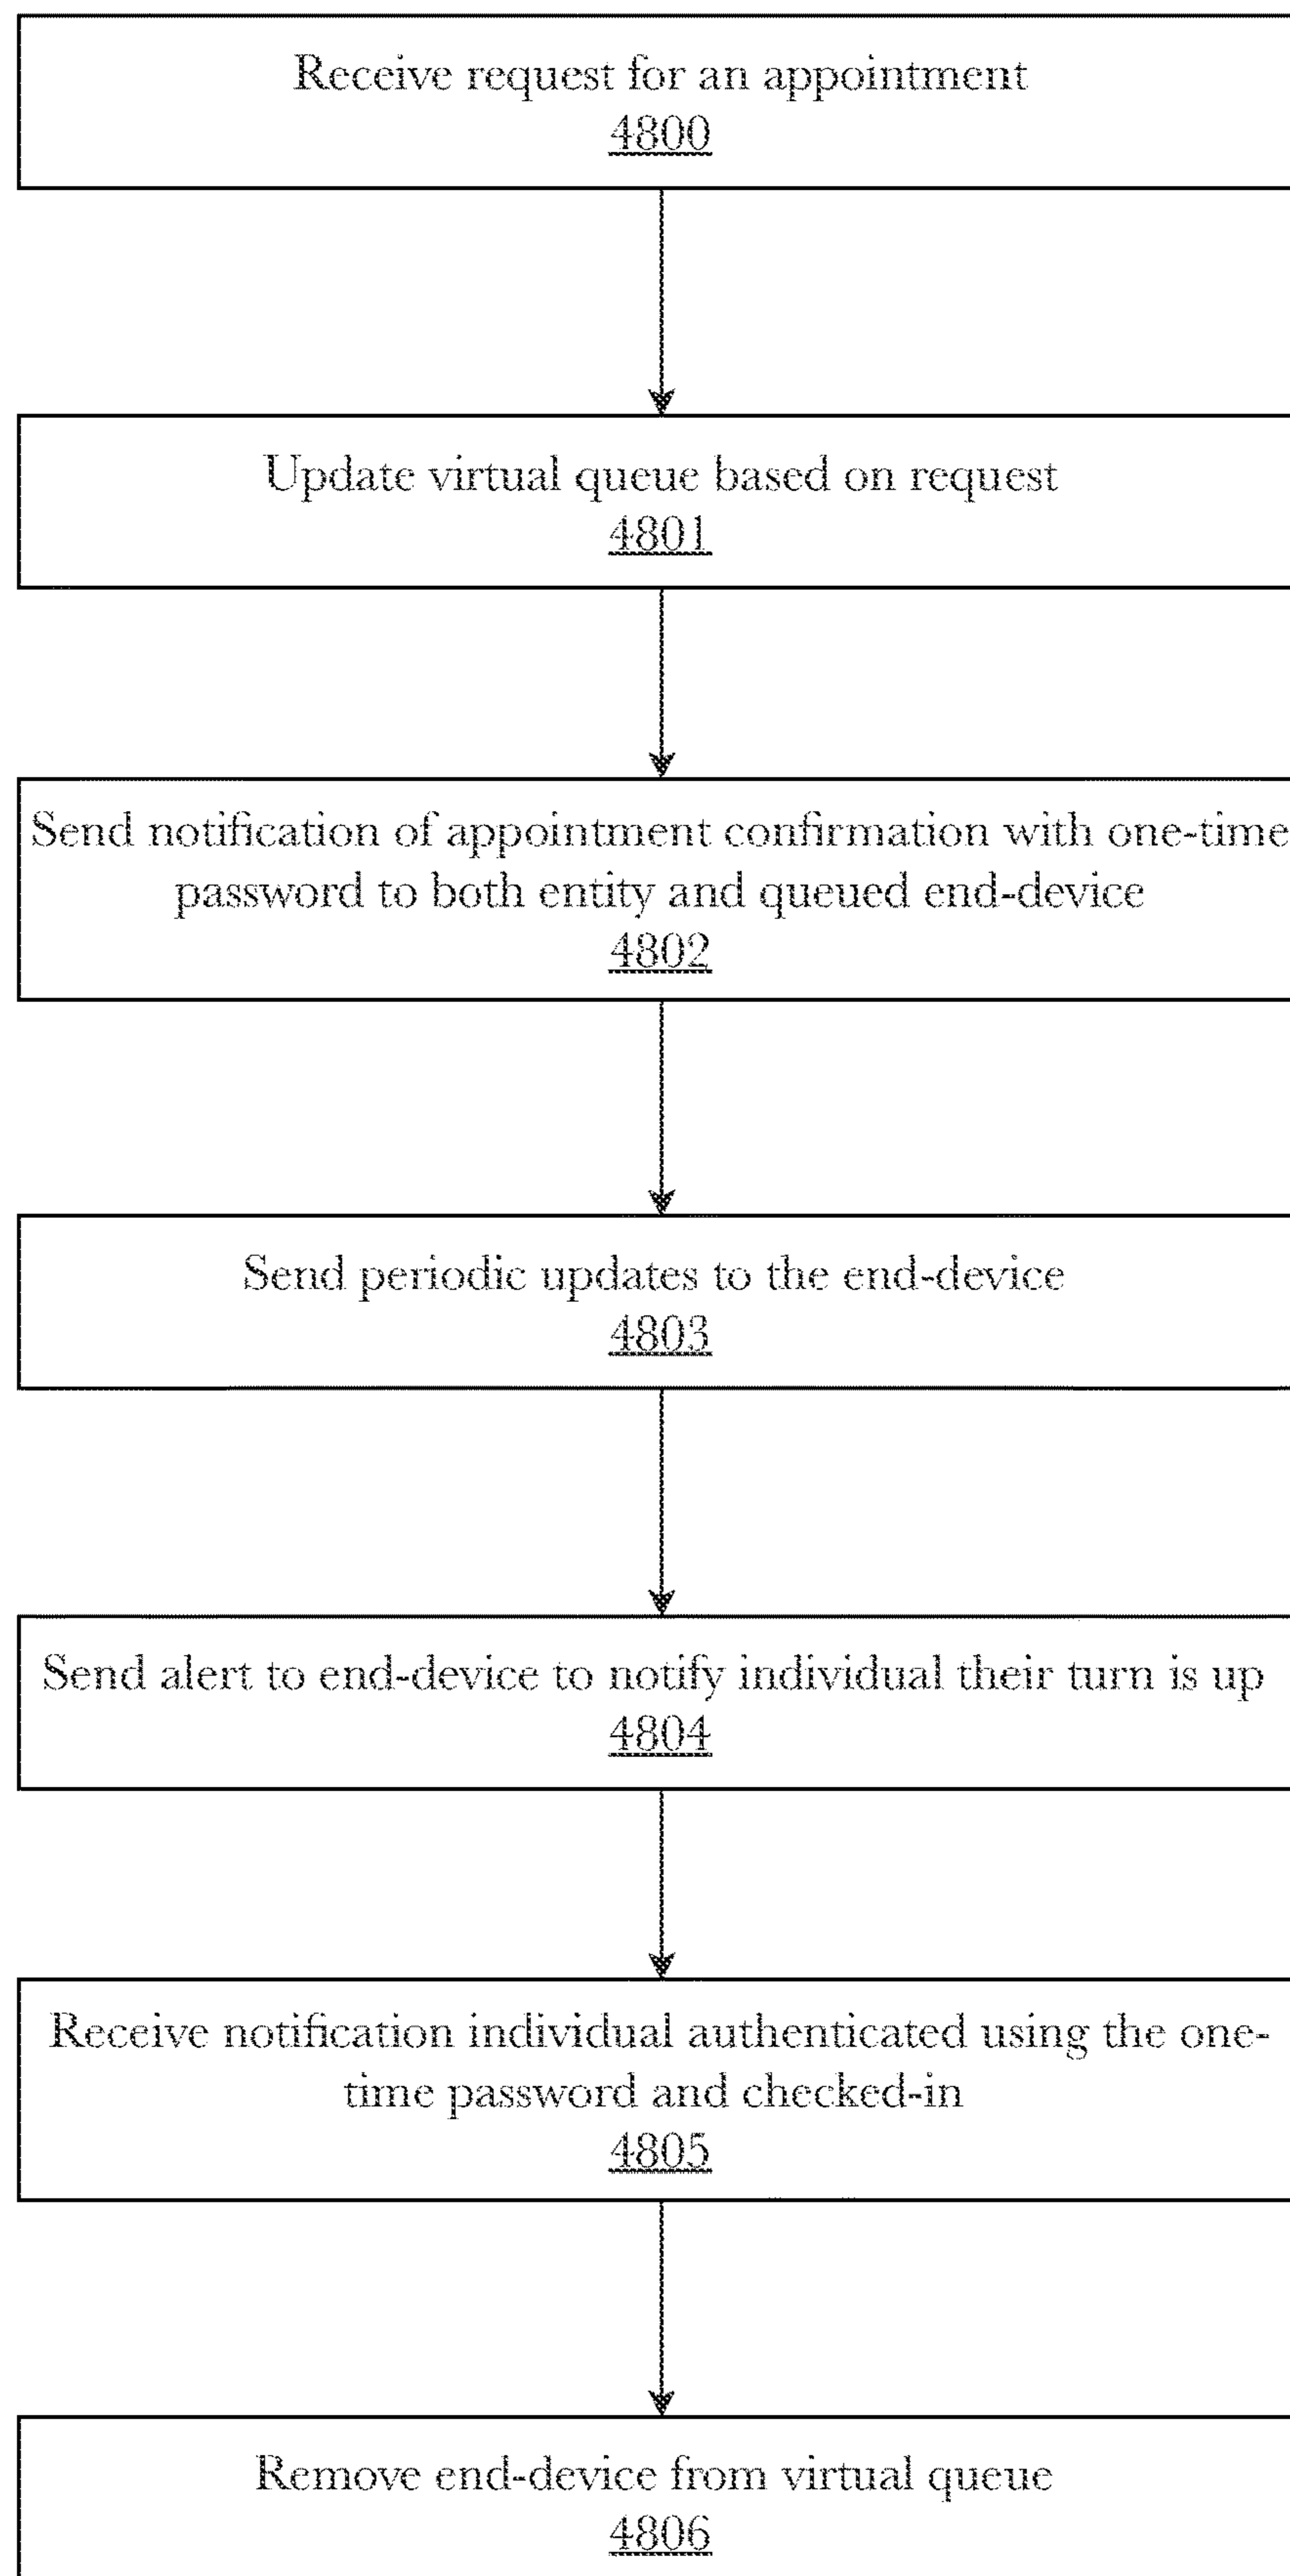 Receive request for an appointment
4800
Update virtual queue based on request
4801
Send notification of appointment confirmation with one-time
password to both entity and queued end-device
4802
Send periodic updates to the end-device
4803
Send alert to end-device to notify individual their turn is up
4804
Receive notification individual authenticated using the one-
time password and checked-in
4805
Remove end-device from virtual queue
4806